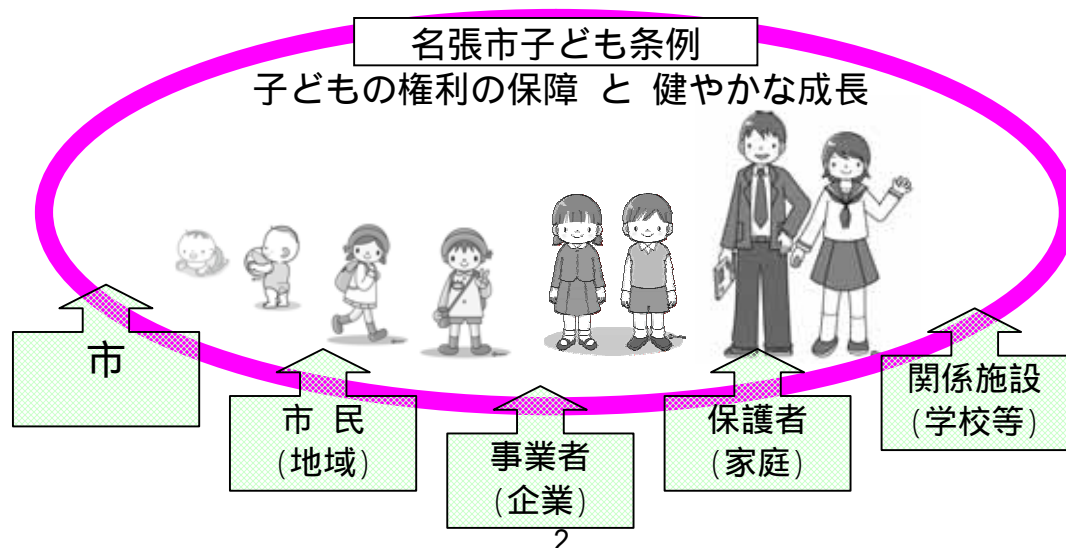 名張市子ども条例
子どもの権利の保障 と 健やかな成長
市
市 民
(地域)
事業者
(企業)
保護者
(家庭)
関係施設
(学校等)
2